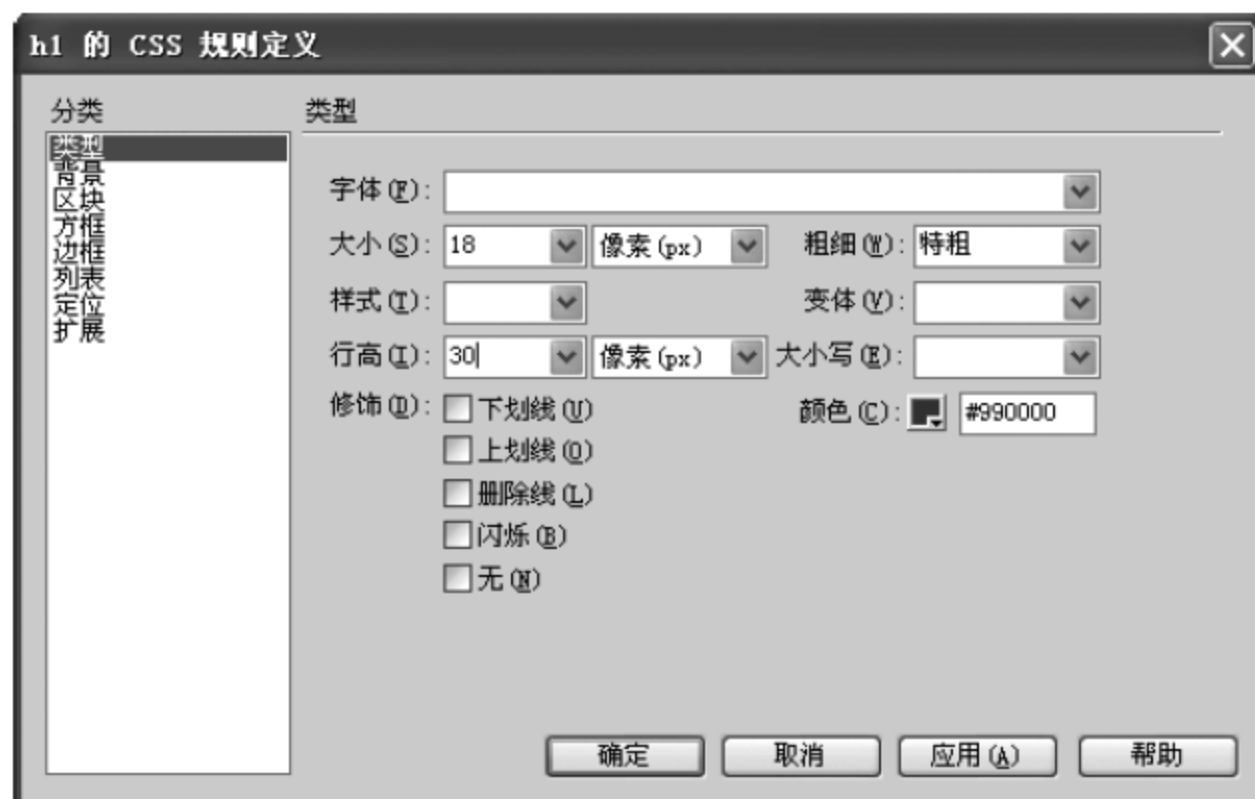 h1 的 CSS 规则定义
分类
类型
背景
区块
方框
边框
列表
定位
扩展
类型
字体(F):
大小(S): 18 像素(px) 粗细(W): 特粗
样式(T): 变体(V):
行高(I): 30 像素(px) 大小写(E):
修饰(D): 下划线(U) 颜色(C): #990000
上划线(O)
删除线(L)
闪烁(B)
无(N)
确定 取消 应用(A) 帮助